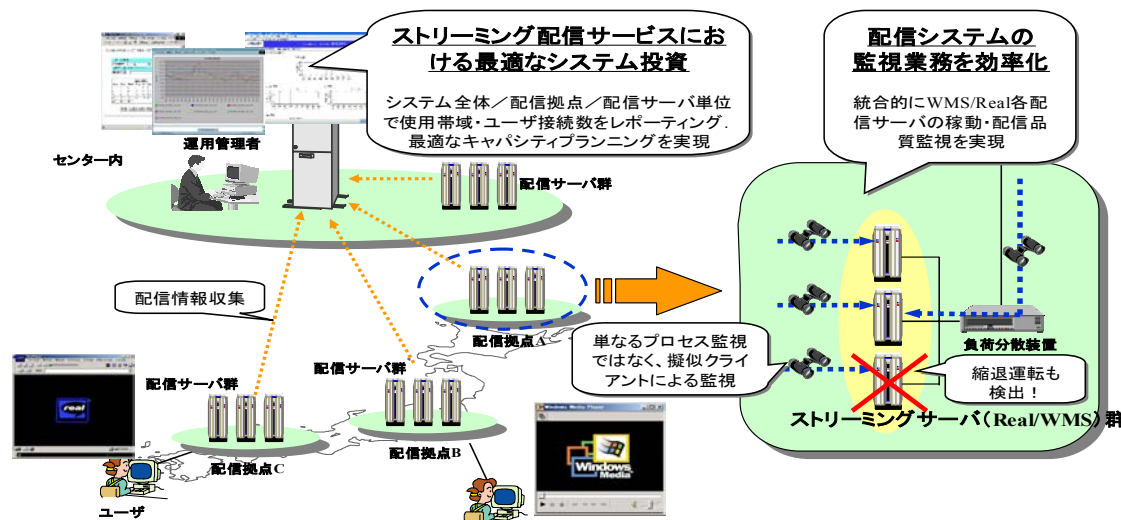 ストリーミング配信サービスにお
ける最適なシステム投資
システム全体／配信拠点／配信サーバ単位
で使用帯域・ユーザ接続数をレポーティング.
最適なキャパシティプランニングを実現
配信システムの
監視業務を効率化
統合的にWMS/Real各配
信サーバの稼動・配信品
質監視を実現
運用管理者
センター内
配信サーバ群
配信情報収集
配信拠点A
単なるプロセス監視
ではなく、擬似クライ
アントによる監視
負荷分散装置
縮退運転も
検出！
ストリーミングサーバ（Real/WMS）群
配信サーバ群
配信サーバ群
配信拠点B
配信拠点C
real
Windows Media Player
Windows
Media
ユーザ